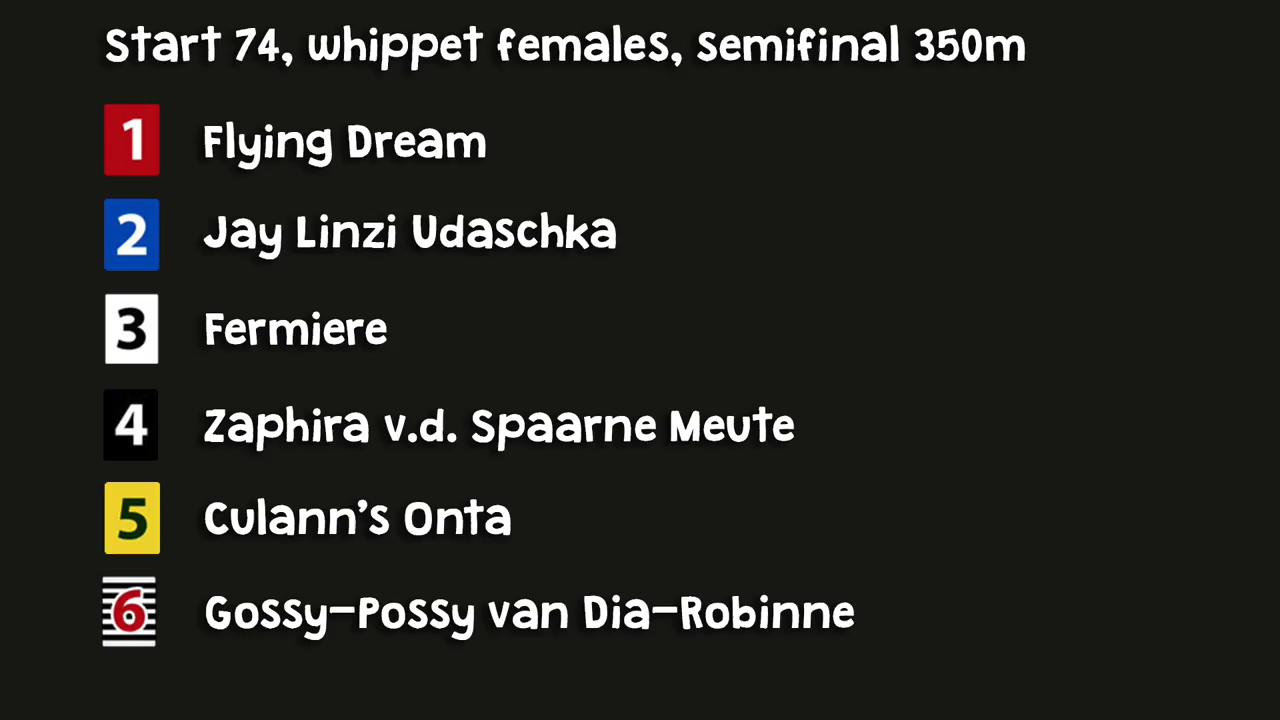 Start 74, whippet females, semifinal 350m
1 Flying Dream
2 Jay Linzi Udaschka
3 Fermiere
4 Zaphira v.d. Spaarne Meute
5 Culann's Onta
6 Gossy-Possy van Dia-Robinne